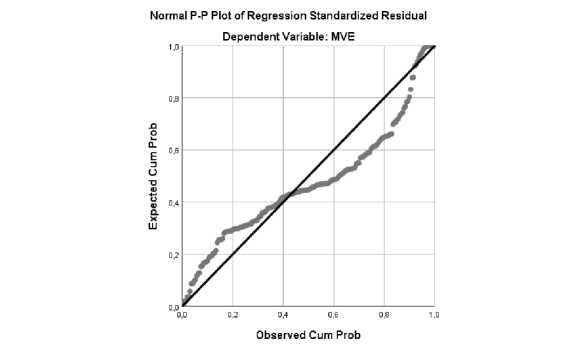 Normal P-P Plot of Regression Standardized Residual
Dependent Variable: MVE
1,0
0,8
0,6
0,4
0,2
0,0
Expected Cum Prob
0,0 0,2 0,4 0,6 0,8 1,0
Observed Cum Prob